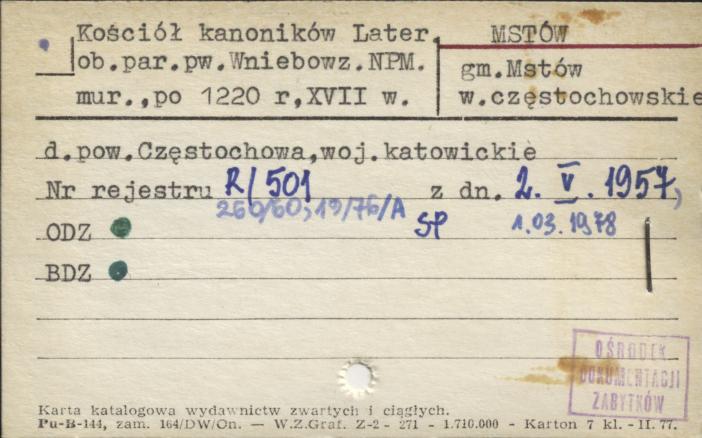 Kościół kanoników Later. MSTÓW
ob.par.pw.Wniebowz.NPM. gm.Mstów
mur.,po 1220 r,XVII w. w.częstochowskie
d.pow.Częstochowa,woj.katowickie
Nr rejestru R/501 z dn. 2. V. 1957,
260/60; 19/76/A SP 1.03.1978
ODZ
BDZ
OŚRODEK
DOKUMENTACJI
ZABYTKÓW
Karta katalogowa wydawnictw zwartych i ciągłych.
Pu-B-144, zam. 164/DW/On. — W.Z.Graf. Z-2 - 271 - 1.710.000 - Karton 7 kl. - II. 77.